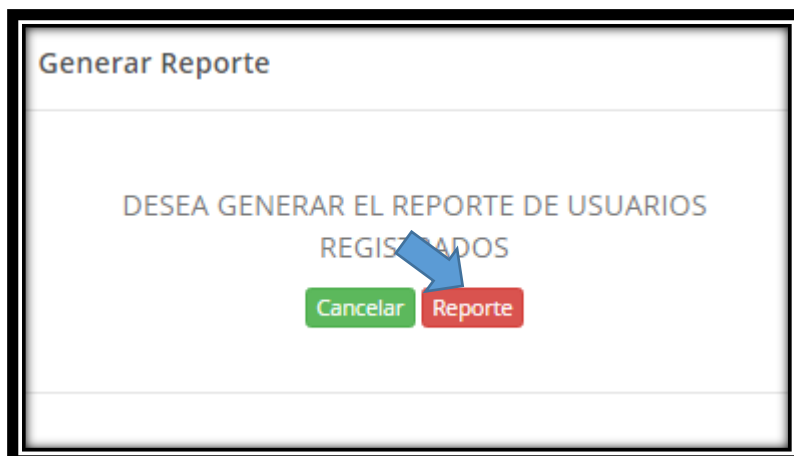 Generar Reporte
DESEA GENERAR EL REPORTE DE USUARIOS
REGISTRADOS
Cancelar Reporte